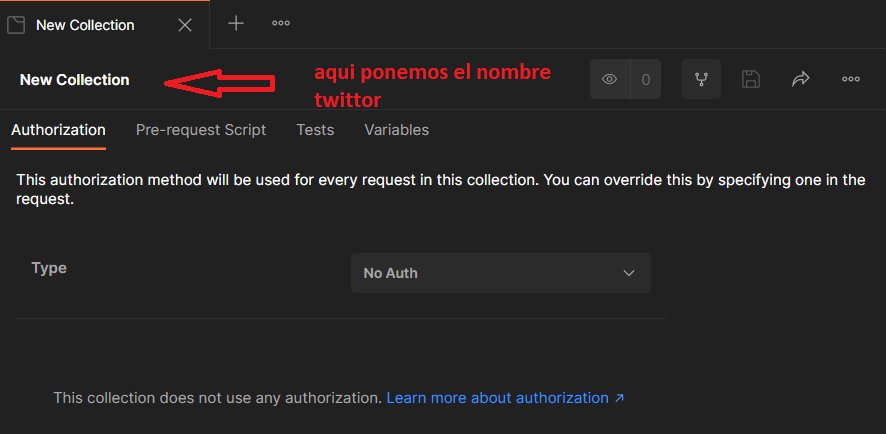 New Collection
New Collection
aqui ponemos el nombre
twittor
0
Authorization Pre-request Script Tests Variables
This authorization method will be used for every request in this collection. You can override this by specifying one in the
request.
Type
No Auth
This collection does not use any authorization. Learn more about authorization ↗